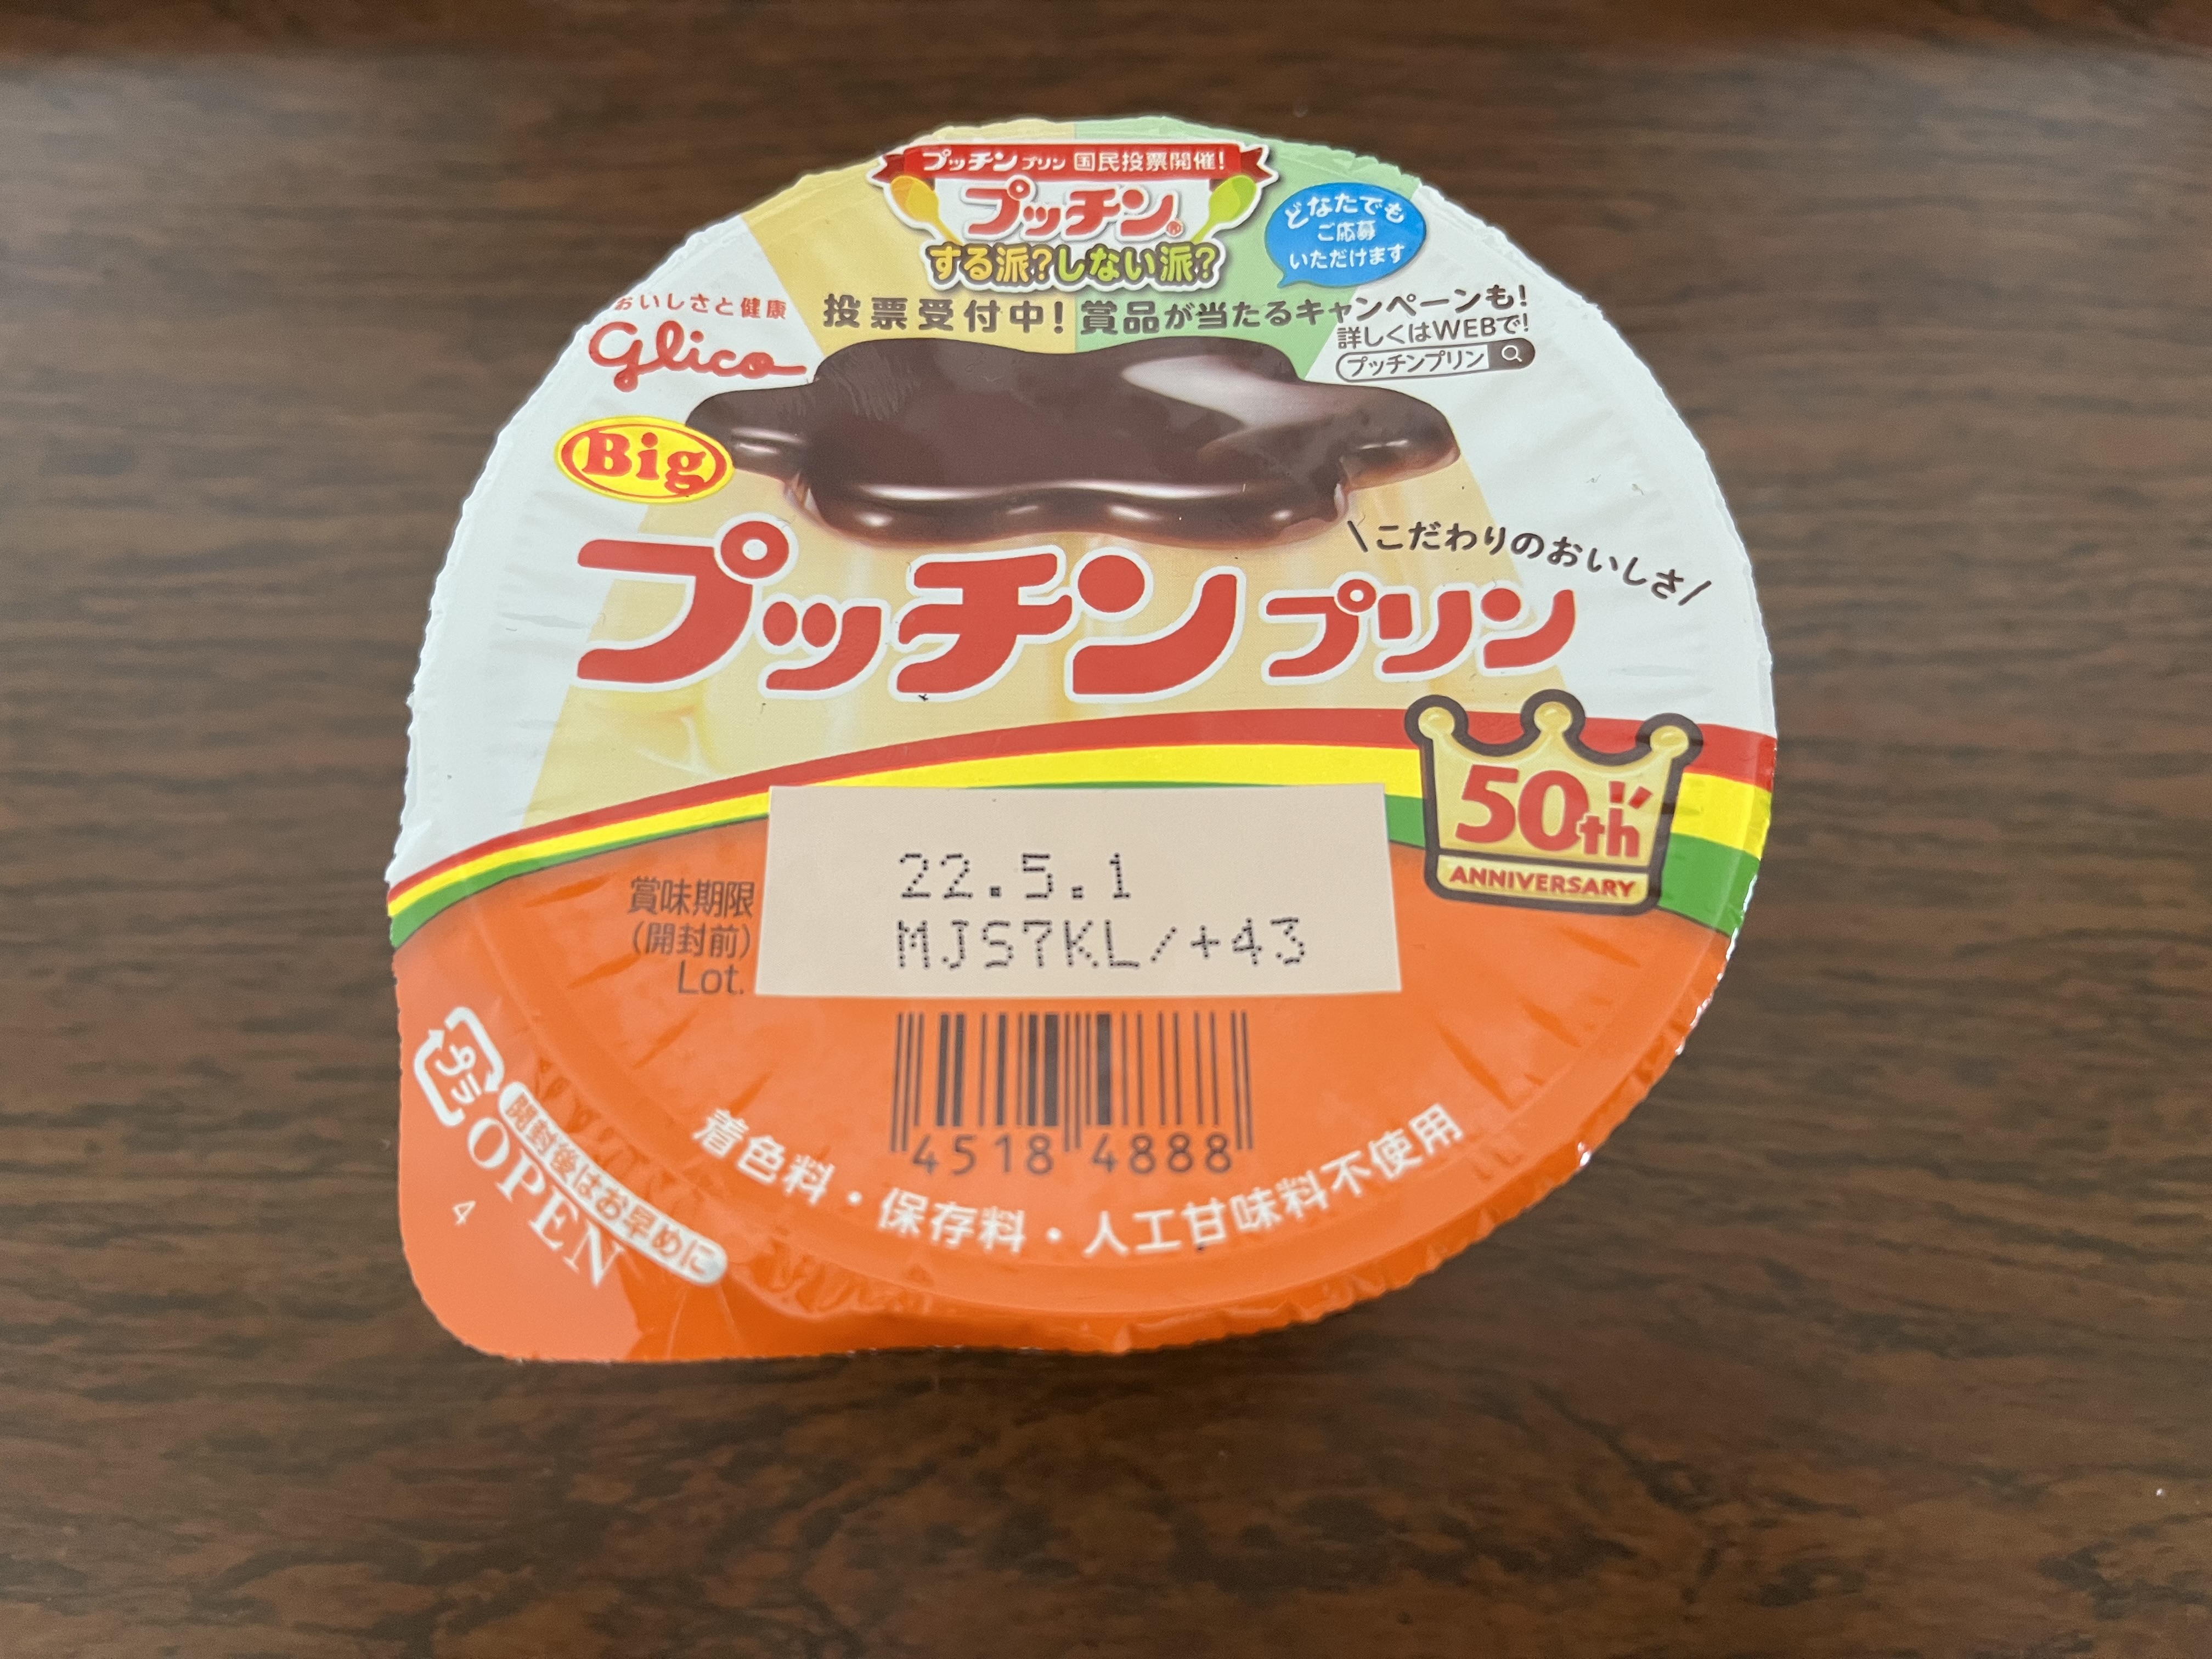 プッチンプリン 国民投票開催!
プッチン®
する派?しない派?
どなたでも
ご応募
いただけます
投票受付中! 賞品が当たるキャンペーンも!
詳しくはWEBで!
プッチンプリン
おいしさと健康
Glico
Big
\こだわりのおいしさ/
プッチンプリン
50th
ANNIVERSARY
賞味期限
(開封前)
Lot.
22.5.1
MJS7KL/+43
4518 4888
プラ
開封後はお早めに
OPEN
4
着色料・保存料・人工甘味料不使用